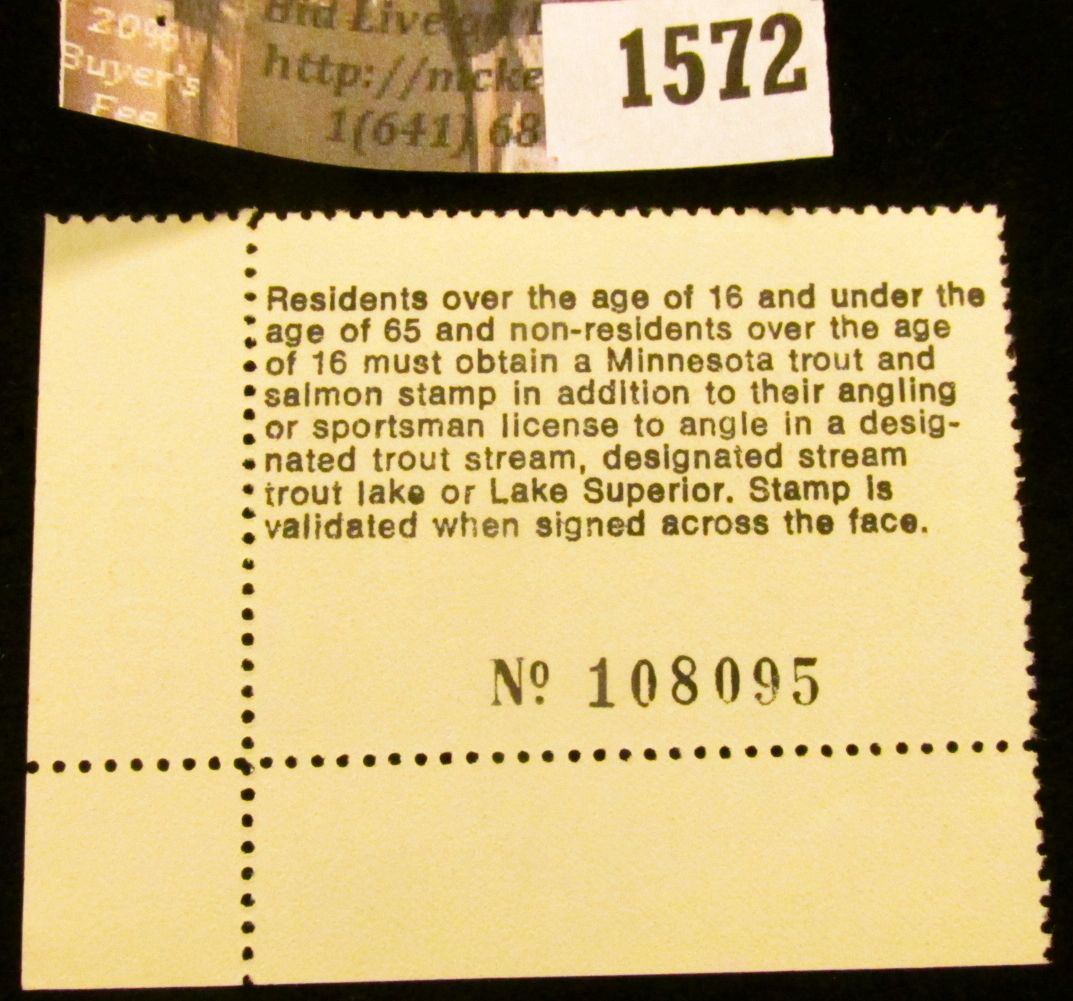 20%
Buyer's
Fee
Bid Live
http://nicke
1(641) 68
1572
Residents over the age of 16 and under the
age of 65 and non-residents over the age
of 16 must obtain a Minnesota trout and
salmon stamp in addition to their angling
or sportsman license to angle in a desig-
nated trout stream, designated stream
trout lake or Lake Superior. Stamp is
validated when signed across the face.
Nº 108095